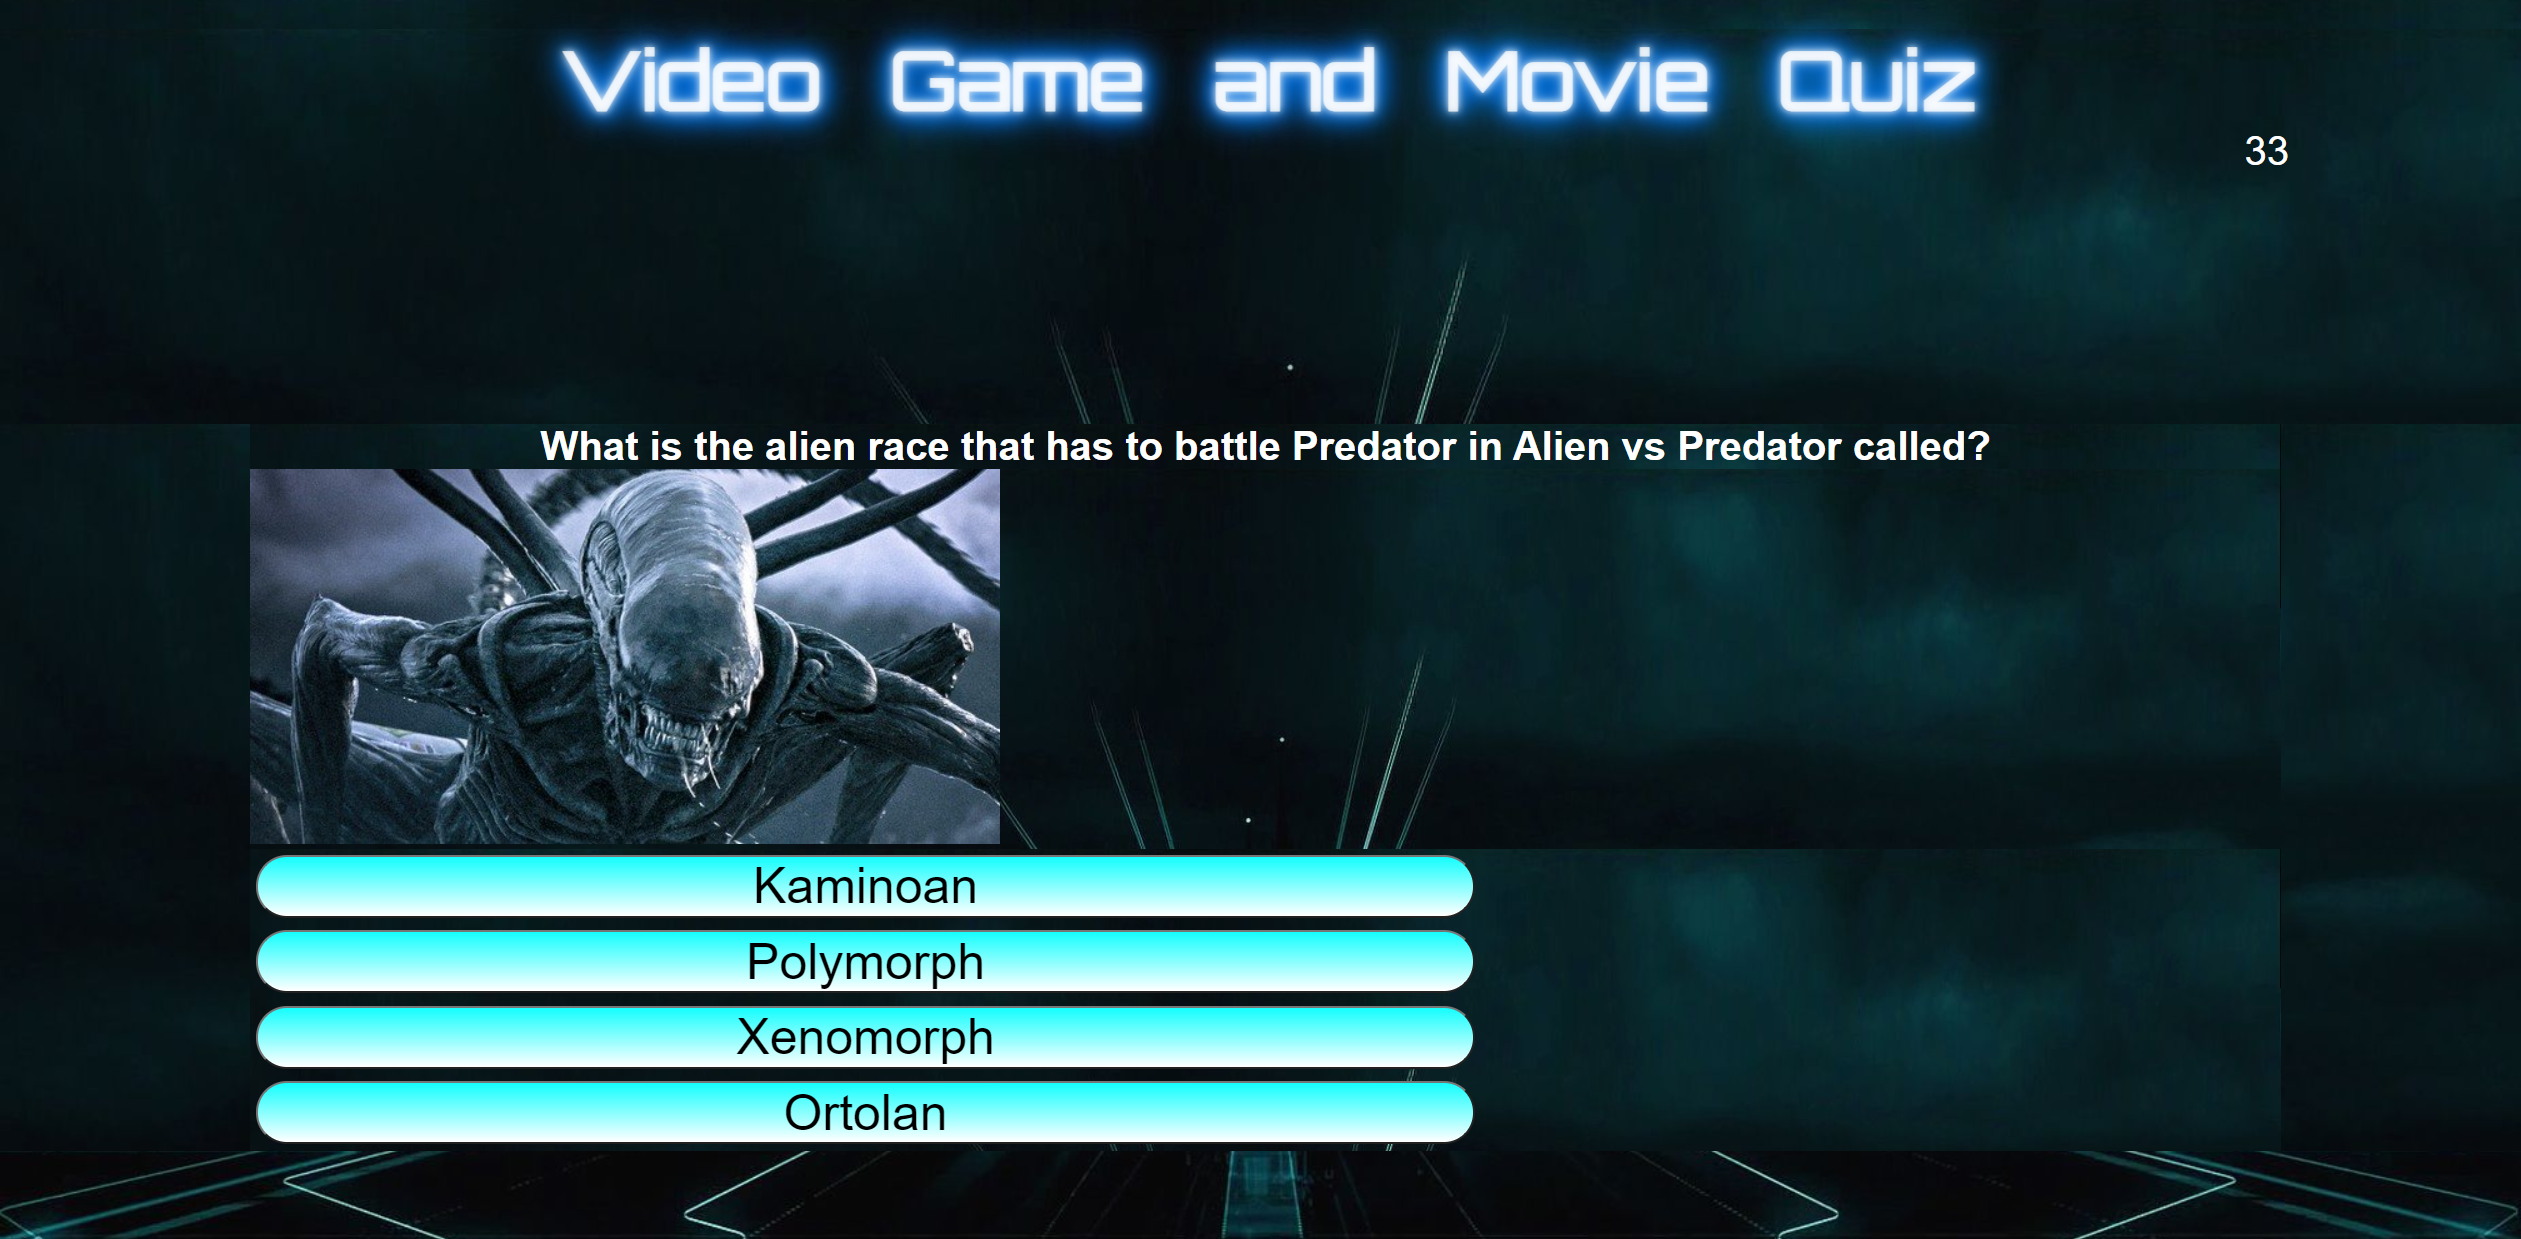 Video Game and Movie Quiz
33
What is the alien race that has to battle Predator in Alien vs Predator called?
Kaminoan
Polymorph
Xenomorph
Ortolan